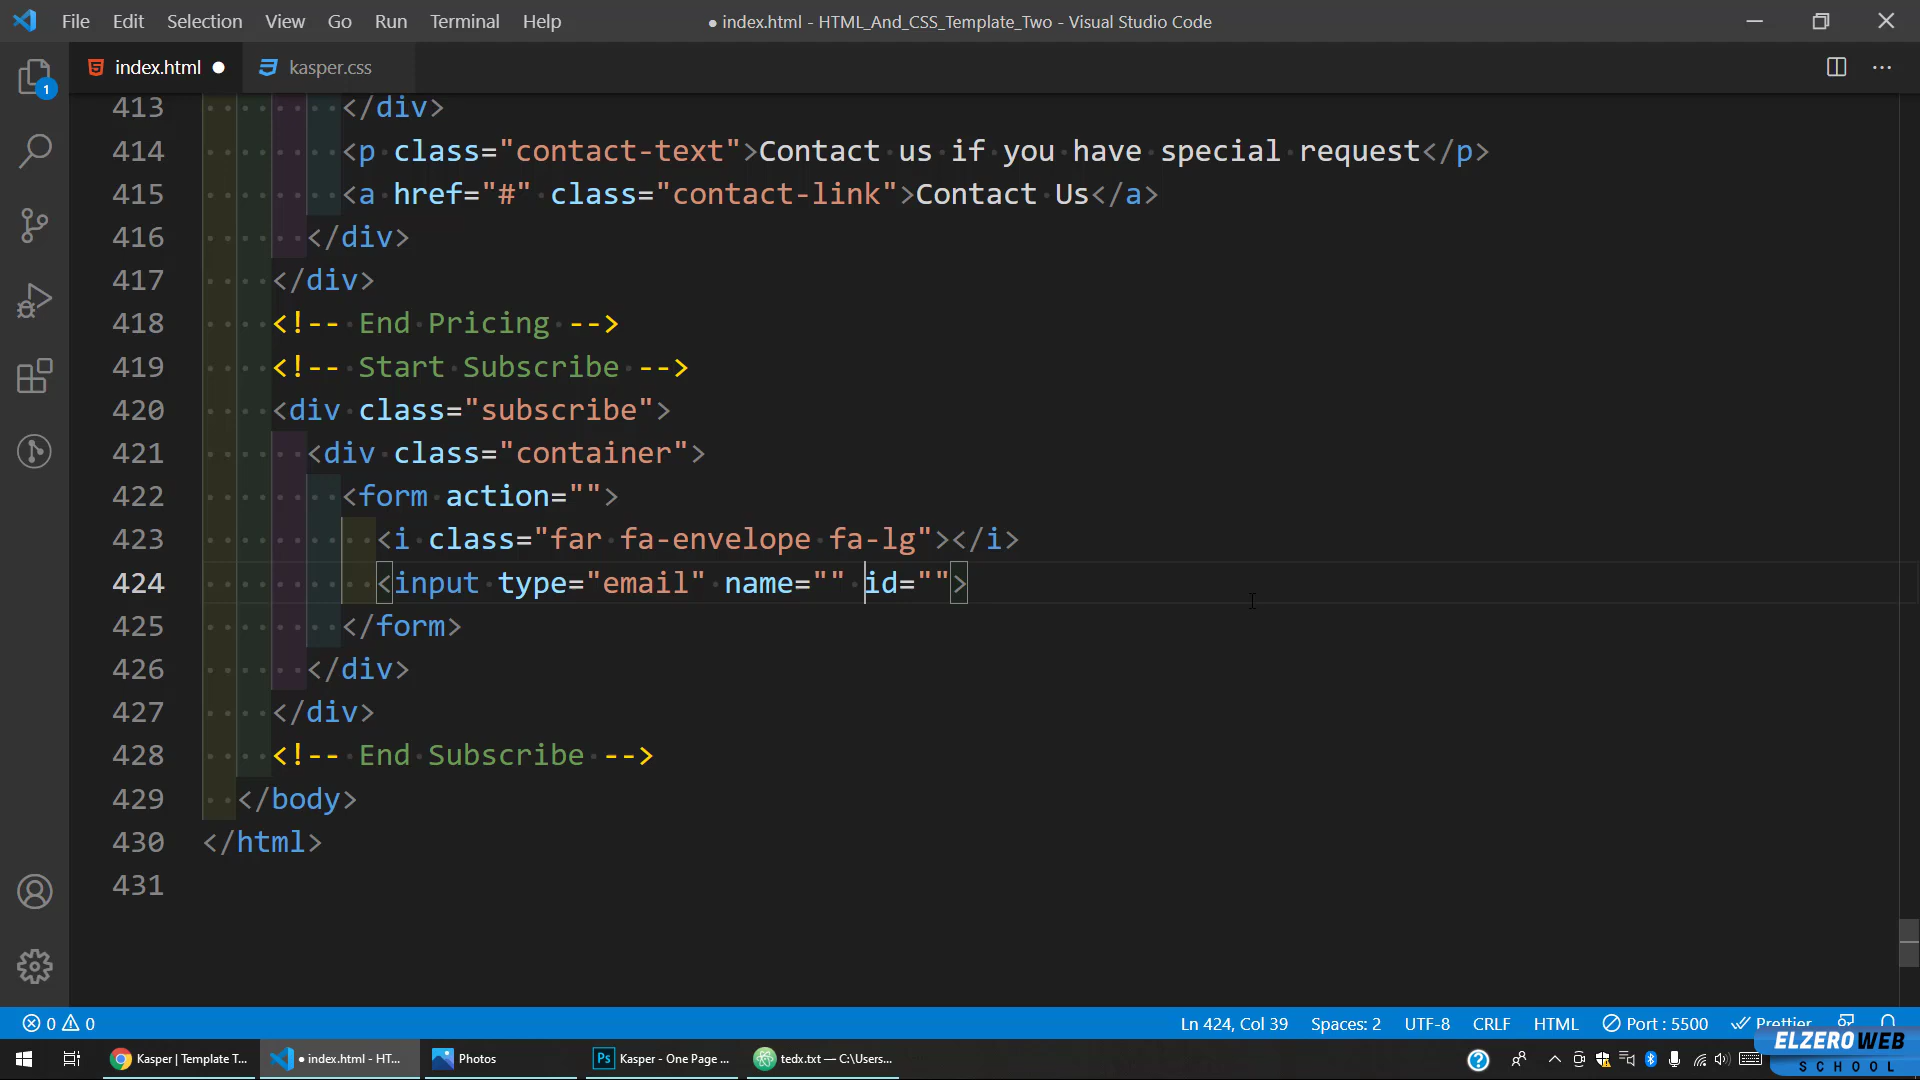 File Edit Selection View Go Run Terminal Help ● index.html - HTML_And_CSS_Template_Two - Visual Studio Code
index.html ● kasper.css
1
413 </div>
414 <p class="contact-text">Contact us if you have special request</p>
415 <a href="#" class="contact-link">Contact Us</a>
416 </div>
417 </div>
418 <!-- End Pricing -->
419 <!-- Start Subscribe -->
420 <div class="subscribe">
421 <div class="container">
422 <form action="">
423 <i class="far fa-envelope fa-lg"></i>
424 <input type="email" name="" id="">
425 </form>
426 </div>
427 </div>
428 <!-- End Subscribe -->
429 </body>
430 </html>
431
0 0 Ln 424, Col 39 Spaces: 2 UTF-8 CRLF HTML Port : 5500 Prettier
Kasper | Template T... ● index.html - HT... Photos Ps Kasper - One Page ... tedx.txt — C:\Users...
ELZEROWEB
SCHOOL